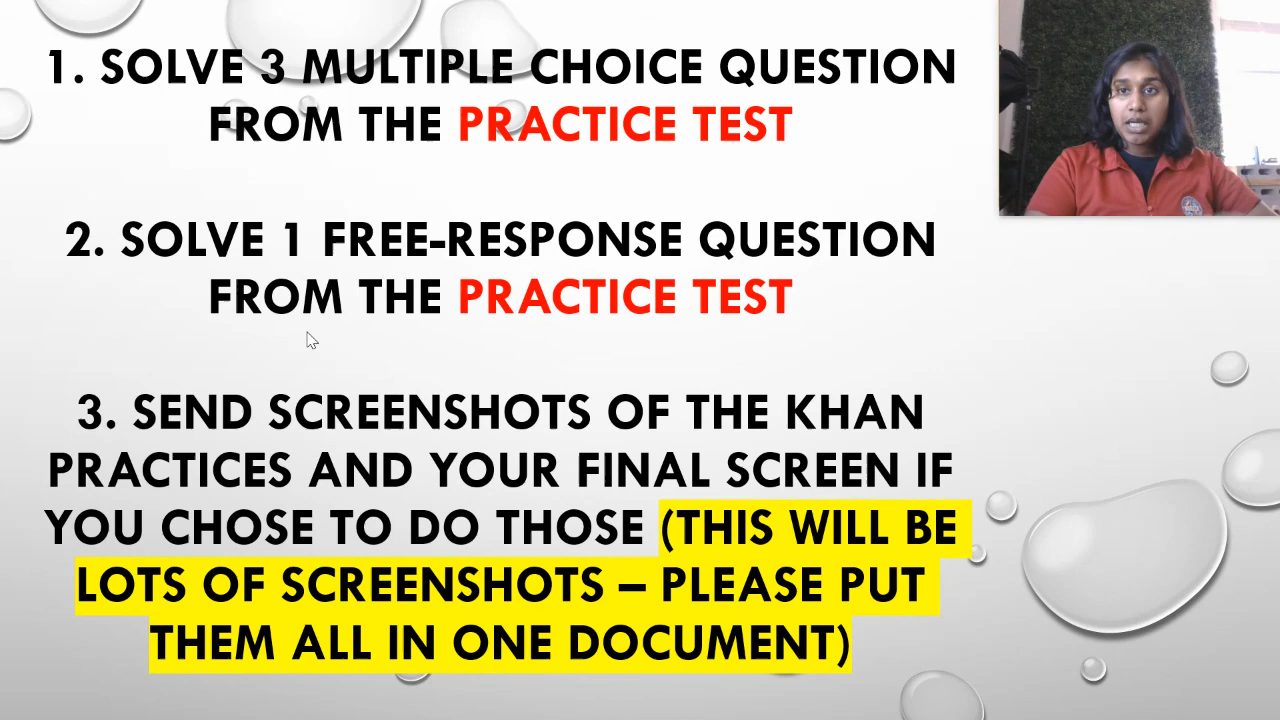 1. SOLVE 3 MULTIPLE CHOICE QUESTION
FROM THE PRACTICE TEST
2. SOLVE 1 FREE-RESPONSE QUESTION
FROM THE PRACTICE TEST
3. SEND SCREENSHOTS OF THE KHAN
PRACTICES AND YOUR FINAL SCREEN IF
YOU CHOSE TO DO THOSE (THIS WILL BE
LOTS OF SCREENSHOTS – PLEASE PUT
THEM ALL IN ONE DOCUMENT)